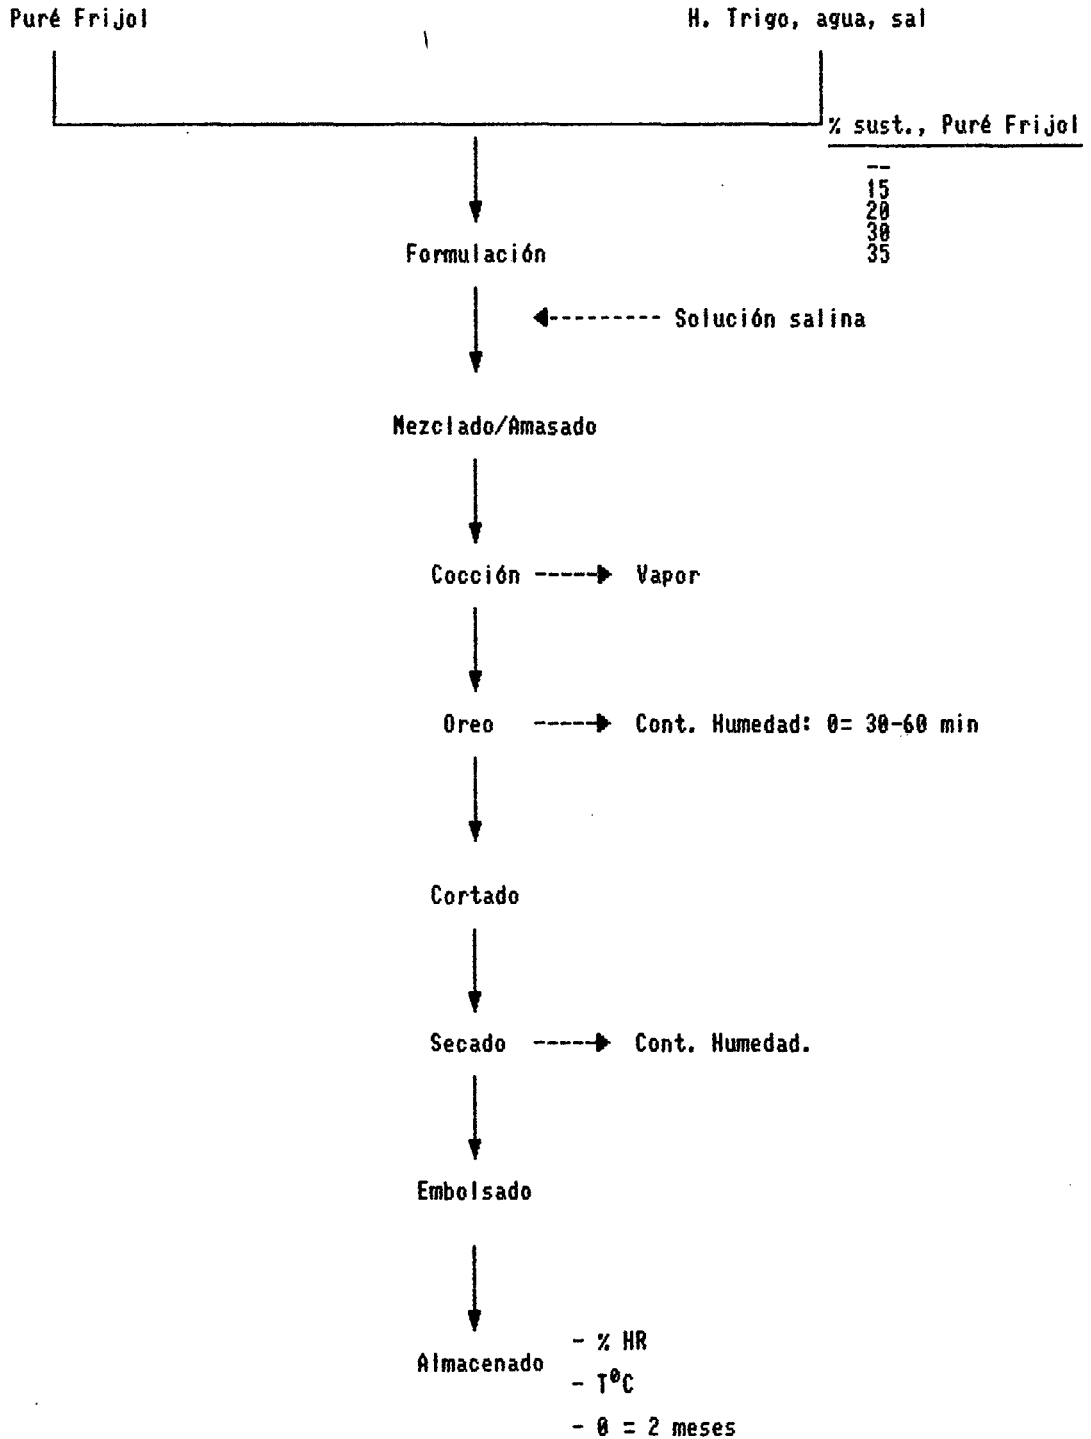 Puré Frijol
H. Trigo, agua, sal
% sust., Puré Frijol
--
15
20
30
35
Formulación
Solución salina
Mezclado/Amasado
Cocción
Vapor
Oreo
Cont. Humedad: θ= 30-60 min
Cortado
Secado
Cont. Humedad.
Embolsado
Almacenado
- % HR
- T°C
- θ = 2 meses